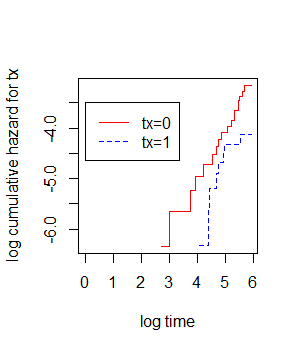 log cumulative hazard for tx
-4.0
-5.0
-6.0
tx=0
tx=1
0 1 2 3 4 5 6
log time